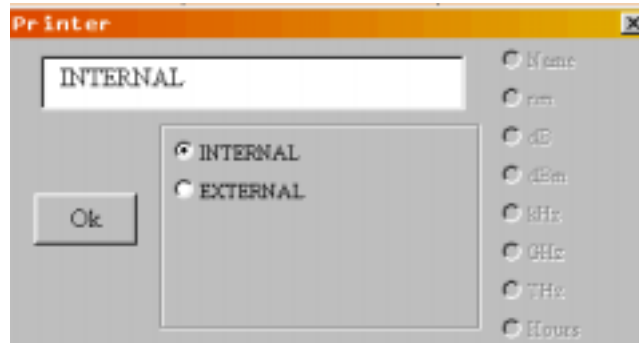 Printer
INTERNAL
INTERNAL
EXTERNAL
Ok
Name
nm
dB
dBm
kHz
GHz
THz
Hours